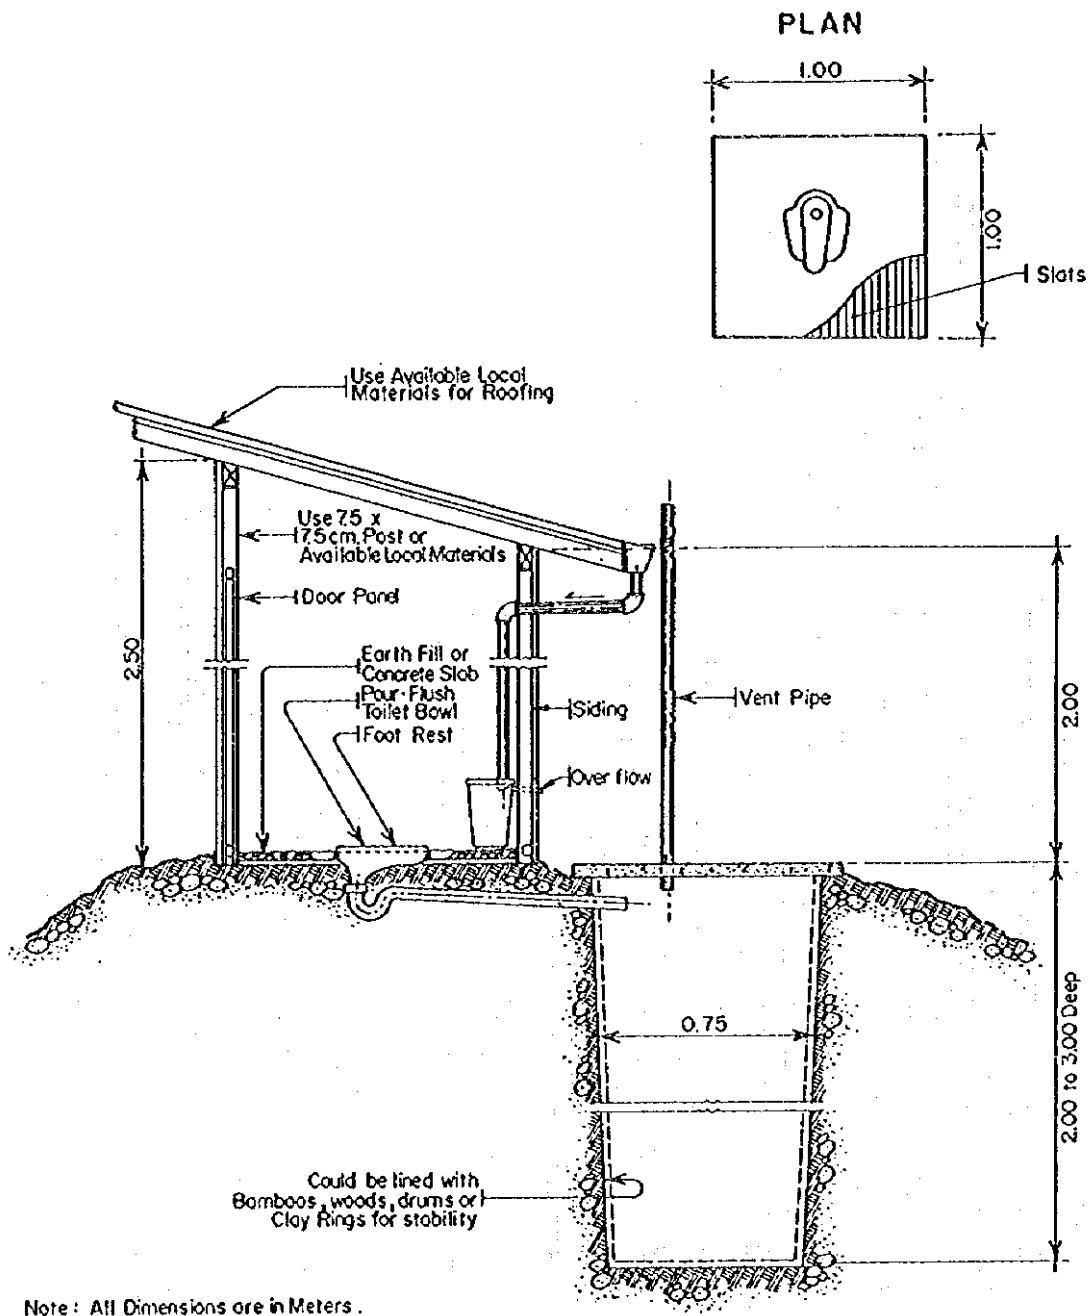 PLAN
1.00
1.00
Slats
Use Available Local
Materials for Roofing
Use 7.5 x
7.5 cm. Post or
Available Local Materials
Door Panel
2.50
Earth Fill or
Concrete Slab
Pour-Flush
Toilet Bowl
Foot Rest
Siding
Over flow
Vent Pipe
2.00
0.75
2.00 to 3.00 Deep
Could be lined with
Bamboos, woods, drums or
Clay Rings for stability
Note: All Dimensions are in Meters.